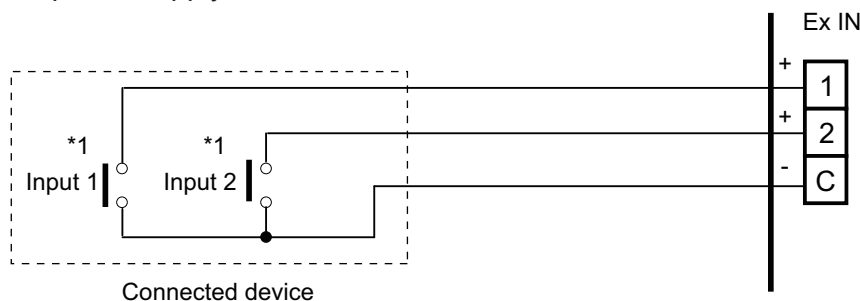 Ex IN
+
1
+
2
-
C
*1
*1
Input 1
Input 2
Connected device